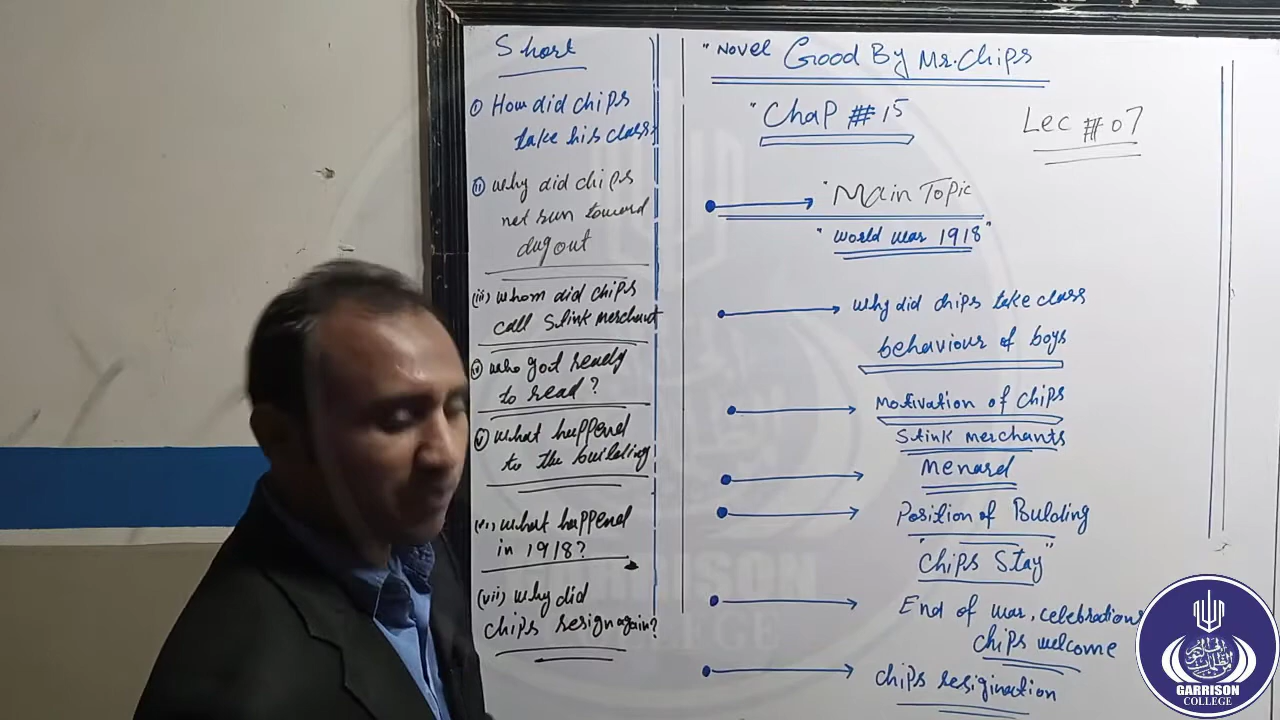 Short
(i) How did chips
take his class.
(ii) why did chips
not run toward
dugout
(iii) whom did chips
call Stink merchant
(iv) who got ready
to read?
(v) what happend
to the building
(vi) what happend
in 1918?
(vii) why did
chips resign again?
"Novel Good By Mr. Chips
"Chap # 15
Lec # 07
"Main Topic
"World war 1918"
why did chips take class
behaviour of boys
Motivation of Chips
Stink merchants
Menard
Position of Bulding
"Chips Stay"
End of war, celebrations
chips welcome
chips resigination
GARRISON
COLLEGE